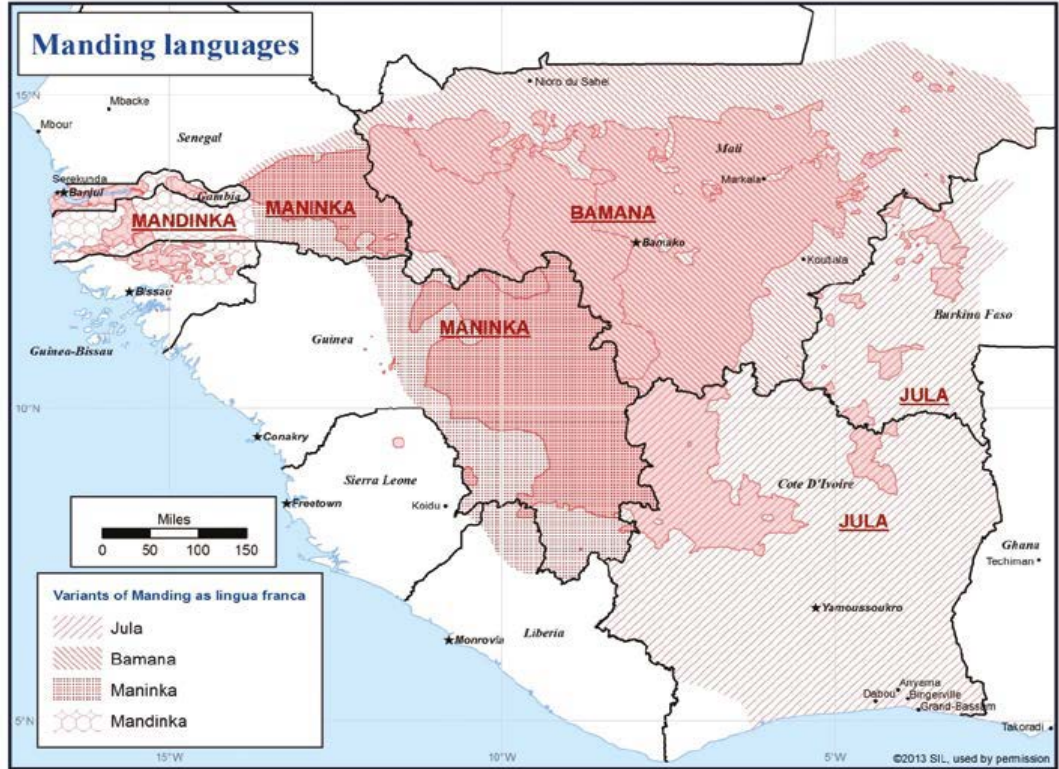 Manding languages
15°N
Mbacke
Mbour
Senegal
Nioro du Sahel
Mali
Markala
Serekunda
Banjul
Gambia
MANDINKA
MANINKA
BAMANA
Bamako
Koutiala
Bissau
Guinea-Bissau
Guinea
MANINKA
Burkina Faso
JULA
10°N
Conakry
Sierra Leone
Freetown
Koidu
Cote D'Ivoire
JULA
Ghana
Techiman
Yamoussoukro
Liberia
Monrovia
Anyama
Dabou
Bingerville
Grand-Bassam
Takoradi
Miles
0 50 100 150
Variants of Manding as lingua franca
Jula
Bamana
Maninka
Mandinka
5°N
15°W
10°W
5°W
©2013 SIL, used by permission